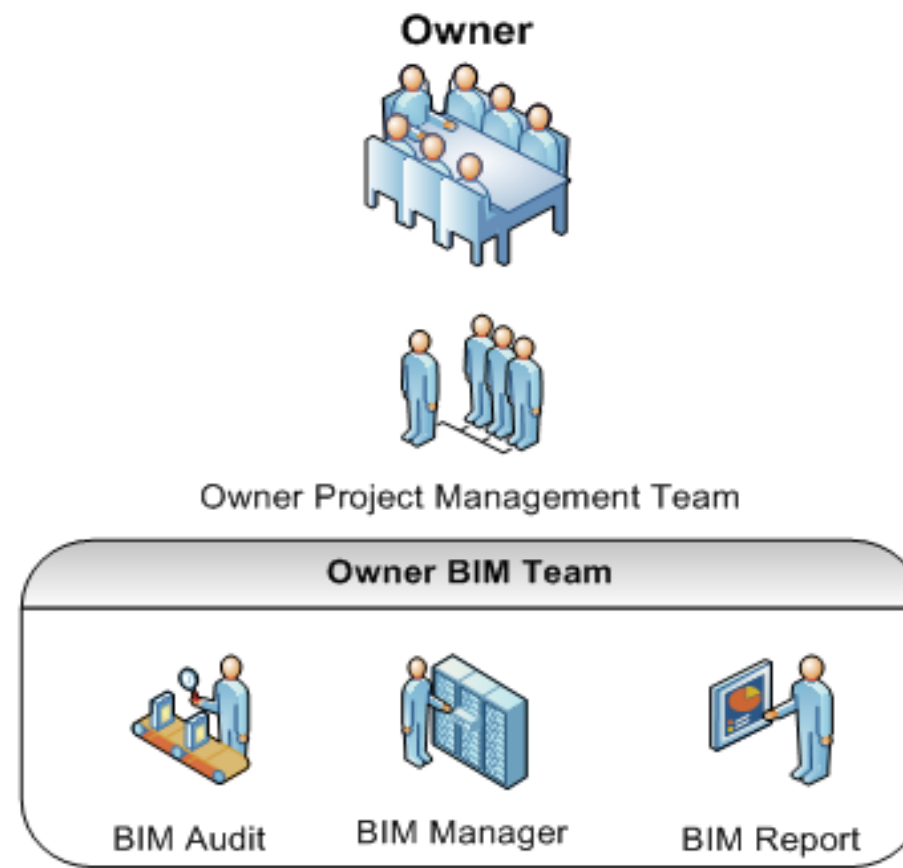 Owner
Owner Project Management Team
Owner BIM Team
BIM Audit
BIM Manager
BIM Report